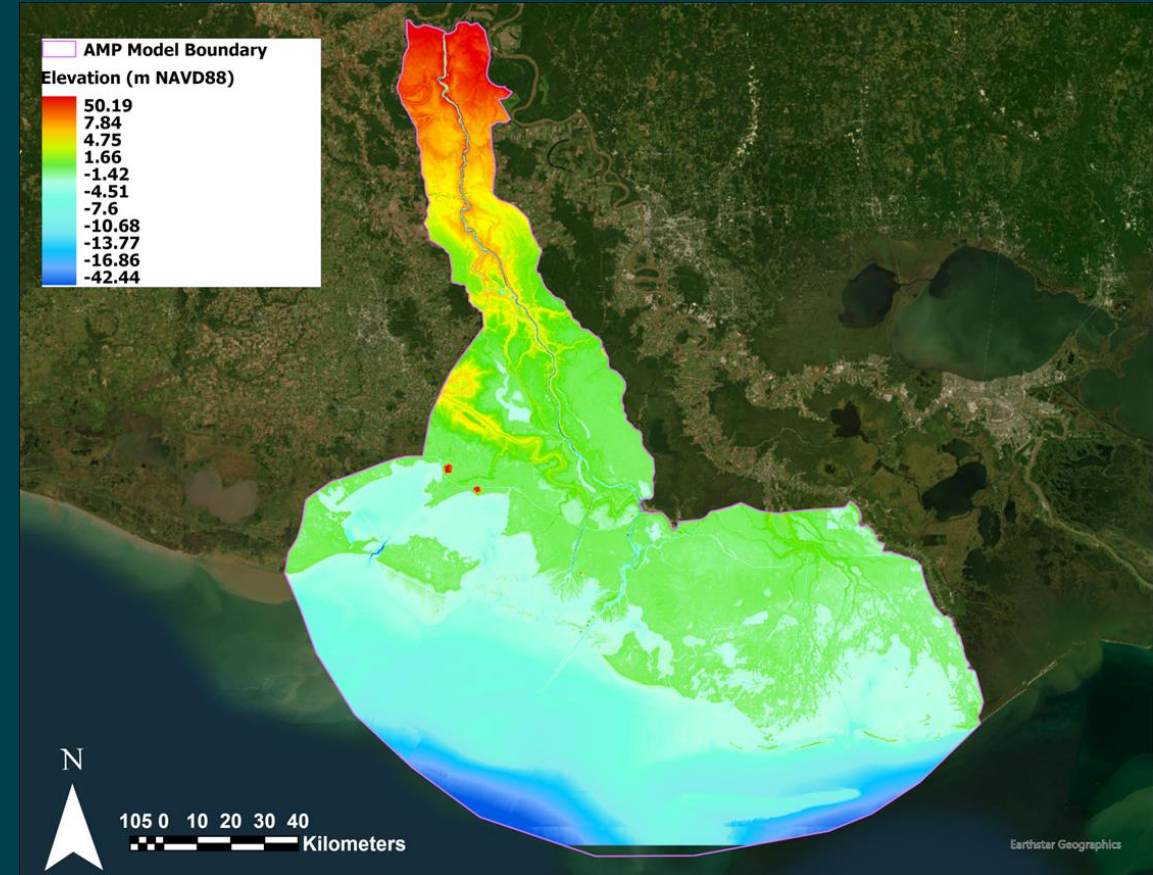 AMP Model Boundary
Elevation (m NAVD88)
50.19
7.84
4.75
1.66
-1.42
-4.51
-7.6
-10.68
-13.77
-16.86
-42.44
N
105 0 10 20 30 40
Kilometers
Earthstar Geographics